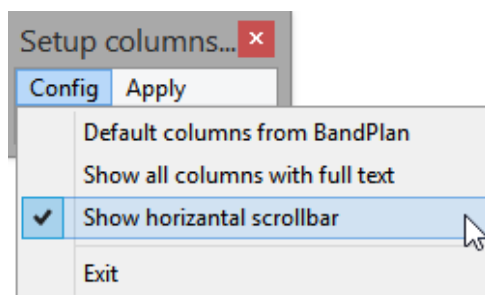 Setup columns...
Config Apply
Default columns from BandPlan
Show all columns with full text
Show horizantal scrollbar
Exit